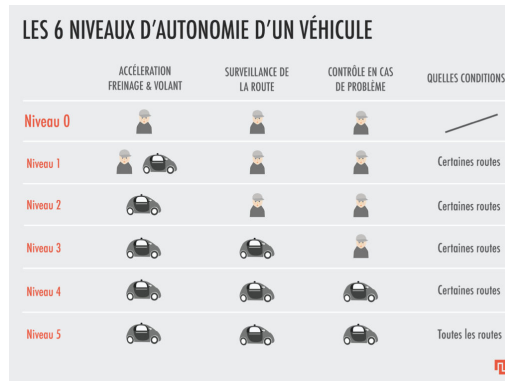 LES 6 NIVEAUX D'AUTONOMIE D'UN VÉHICULE
ACCÉLERATION
FREINAGE & VOLANT
SURVEILLANCE DE
LA ROUTE
CONTRÔLE EN CAS
DE PROBLÈME
QUELLES CONDITIONS
Niveau 0
Niveau 1
Certaines routes
Niveau 2
Certaines routes
Niveau 3
Certaines routes
Niveau 4
Certaines routes
Niveau 5
Toutes les routes